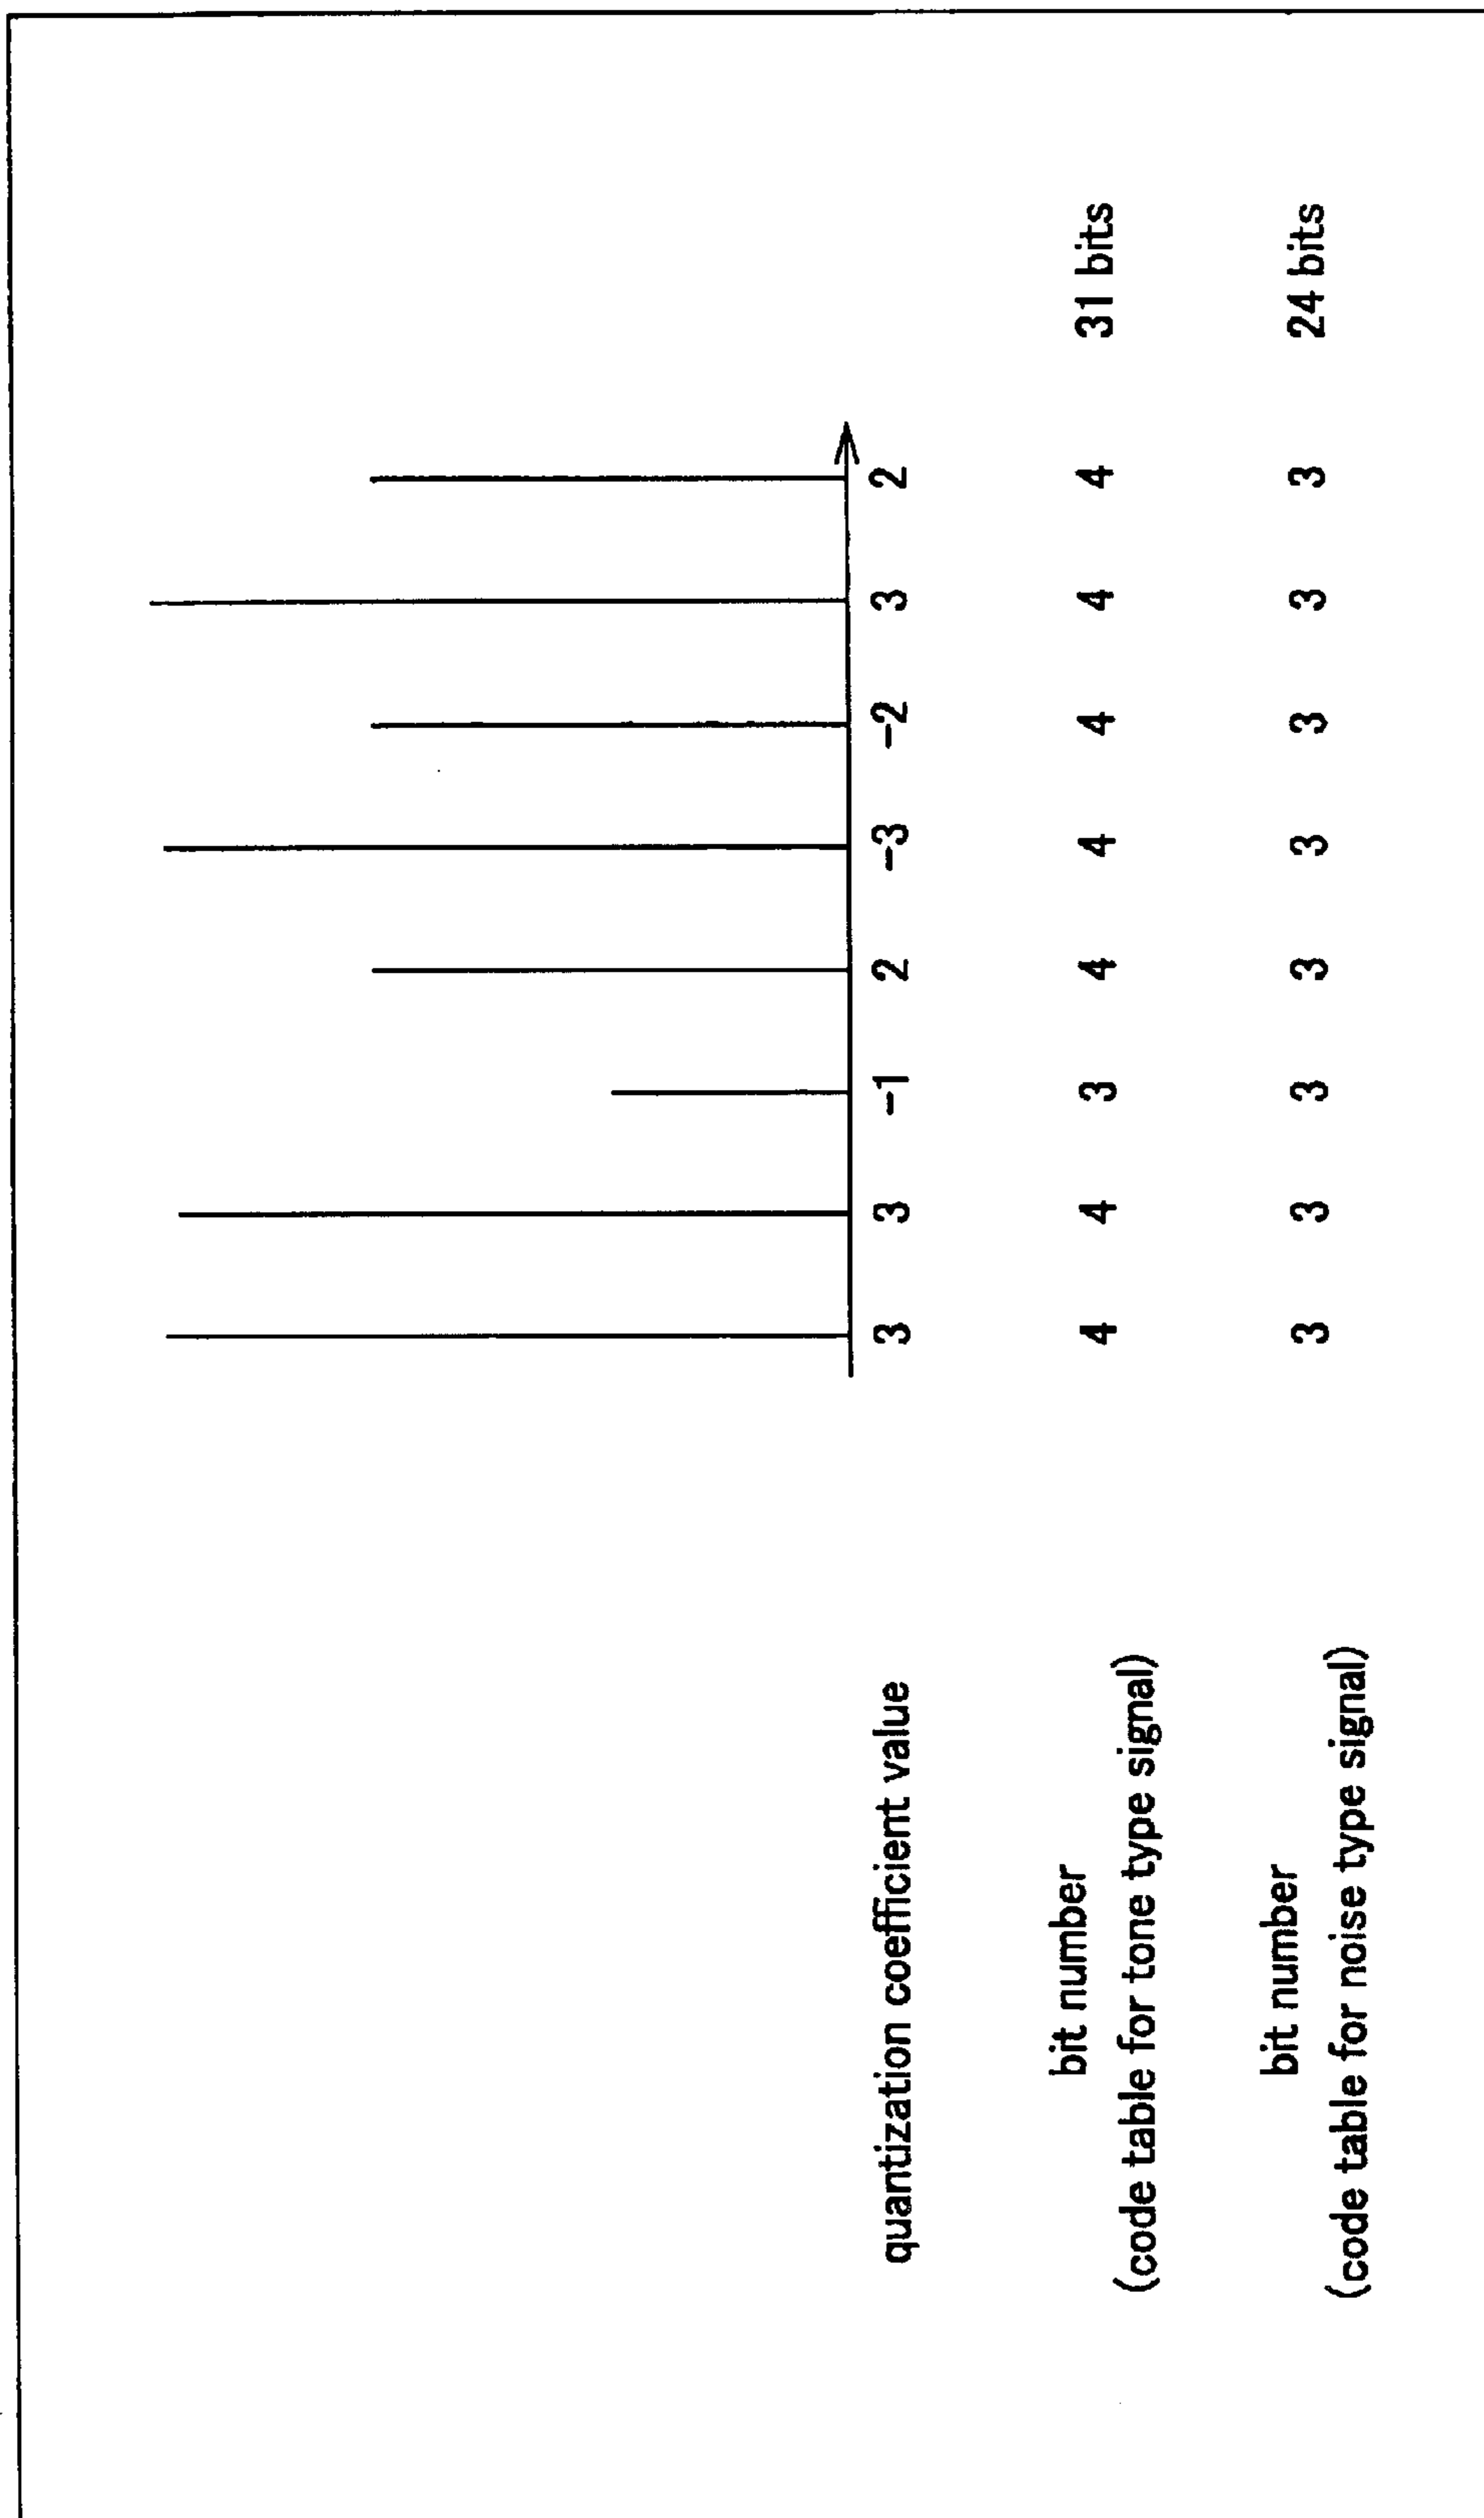 quantization coefficient value 3 3 -1 2 -3 -2 3 2
bit number
(code table for tone type signal) 4 4 3 4 4 4 4 4 31 bits
bit number
(code table for noise type signal) 3 3 3 3 3 3 3 3 24 bits